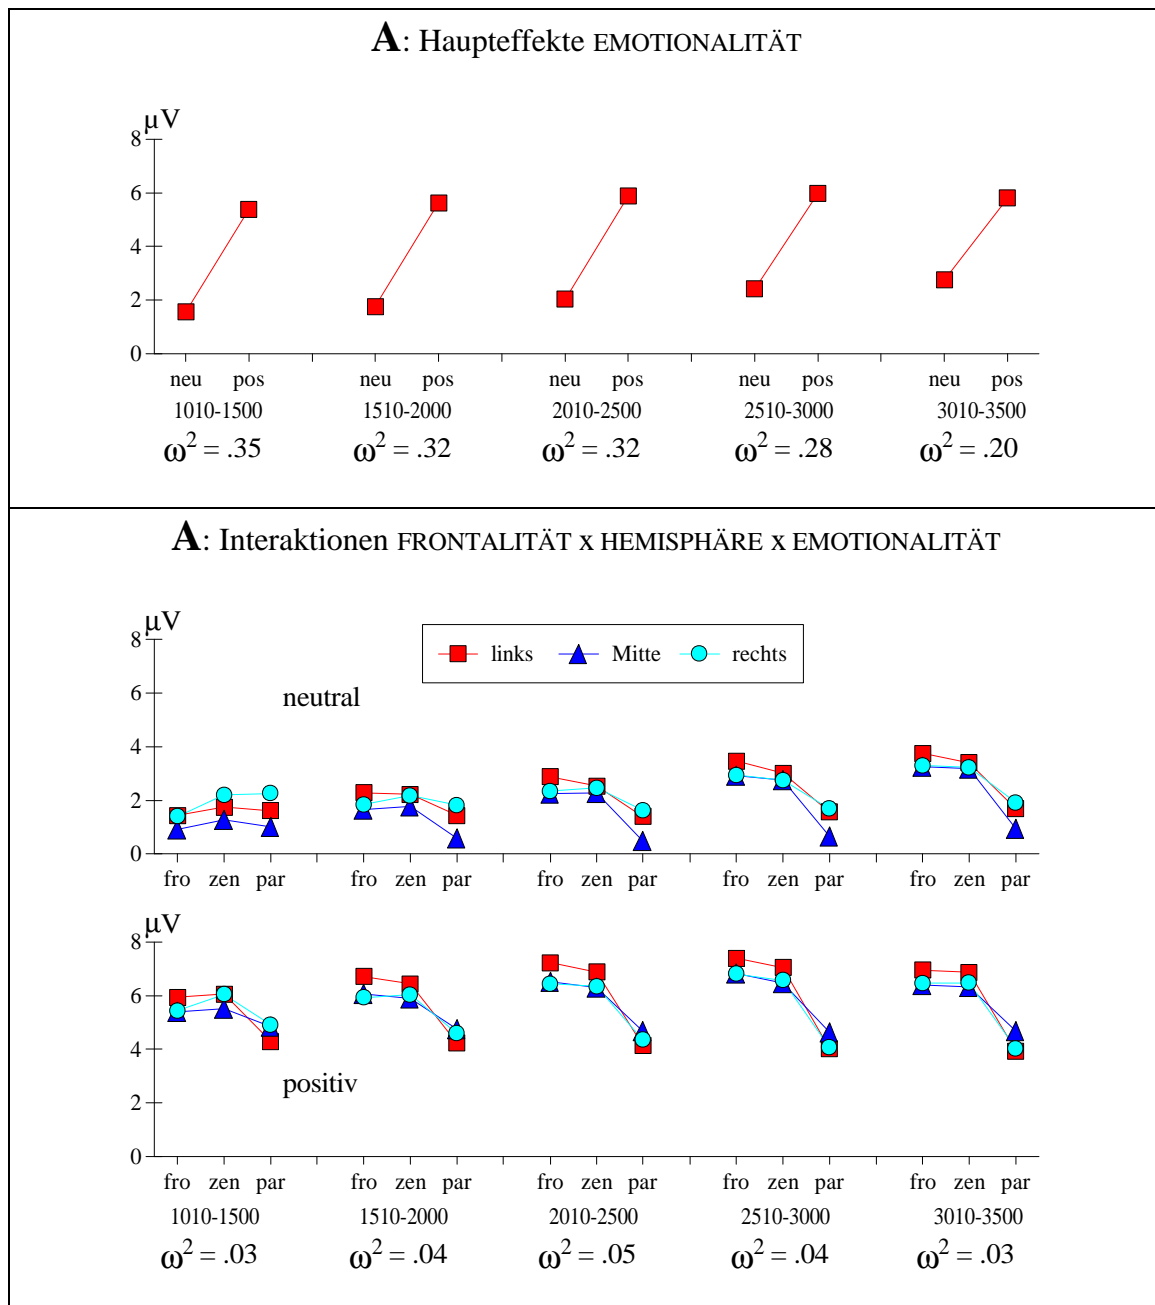 A: Haupteffekte EMOTIONALITÄT
µV
8
6
4
2
0
neu pos neu pos neu pos neu pos neu pos
1010-1500 1510-2000 2010-2500 2510-3000 3010-3500
ω² = .35 ω² = .32 ω² = .32 ω² = .28 ω² = .20
A: Interaktionen FRONTALITÄT x HEMISPHÄRE x EMOTIONALITÄT
µV
8
links Mitte rechts
6
neutral
4
2
0
fro zen par fro zen par fro zen par fro zen par fro zen par
µV
8
6
4
positiv
2
0
fro zen par fro zen par fro zen par fro zen par fro zen par
1010-1500 1510-2000 2010-2500 2510-3000 3010-3500
ω² = .03 ω² = .04 ω² = .05 ω² = .04 ω² = .03